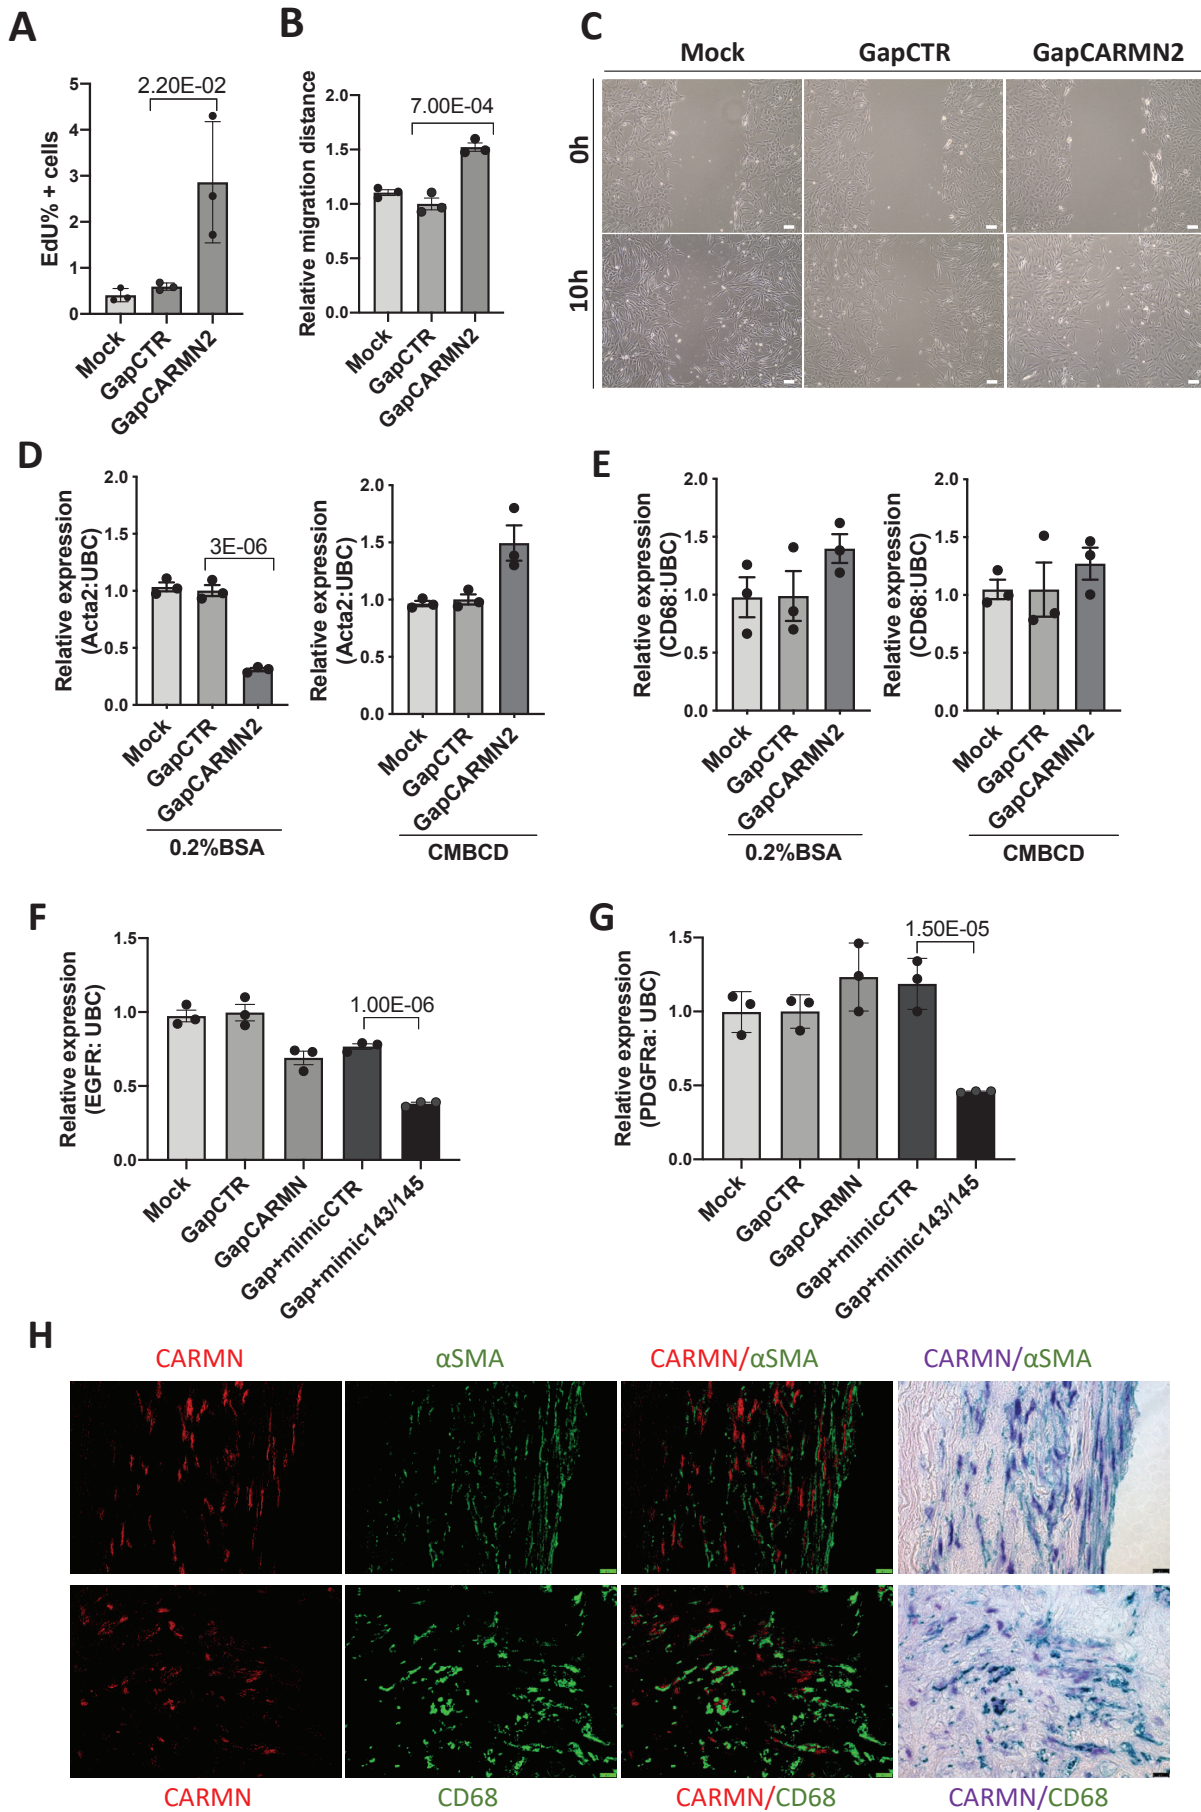 A
EdU% + cells
5
4
3
2
1
0
2.20E-02
Mock
GapCTR
GapCARMN2
B
Relative migration distance
2.0
1.5
1.0
0.5
0.0
7.00E-04
Mock
GapCTR
GapCARMN2
C
Mock
GapCTR
GapCARMN2
0h
10h
D
Relative expression
(Acta2:UBC)
2.0
1.5
1.0
0.5
0.0
3E-06
Mock
GapCTR
GapCARMN2
0.2%BSA
Relative expression
(Acta2:UBC)
2.0
1.5
1.0
0.5
0.0
Mock
GapCTR
GapCARMN2
CMBCD
E
Relative expression
(CD68:UBC)
2.0
1.5
1.0
0.5
0.0
Mock
GapCTR
GapCARMN2
0.2%BSA
Relative expression
(CD68:UBC)
2.0
1.5
1.0
0.5
0.0
Mock
GapCTR
GapCARMN2
CMBCD
F
Relative expression
(EGFR: UBC)
1.5
1.0
0.5
0.0
1.00E-06
Mock
GapCTR
GapCARMN
Gap+mimicCTR
Gap+mimic143/145
G
Relative expression
(PDGFRa: UBC)
1.5
1.0
0.5
0.0
1.50E-05
Mock
GapCTR
GapCARMN
Gap+mimicCTR
Gap+mimic143/145
H
CARMN
αSMA
CARMN/αSMA
CARMN/αSMA
CARMN
CD68
CARMN/CD68
CARMN/CD68